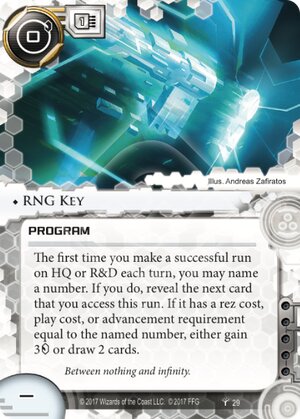 0
1
Illus. Andreas Zafiratos
♦ RNG Key
PROGRAM
The first time you make a successful run
on HQ or R&D each turn, you may name
a number. If you do, reveal the next card
that you access this run. If it has a rez cost,
play cost, or advancement requirement
equal to the named number, either gain
3 or draw 2 cards.
Between nothing and infinity.
–
© 2017 Wizards of the Coast LLC. © 2017 FFG
28